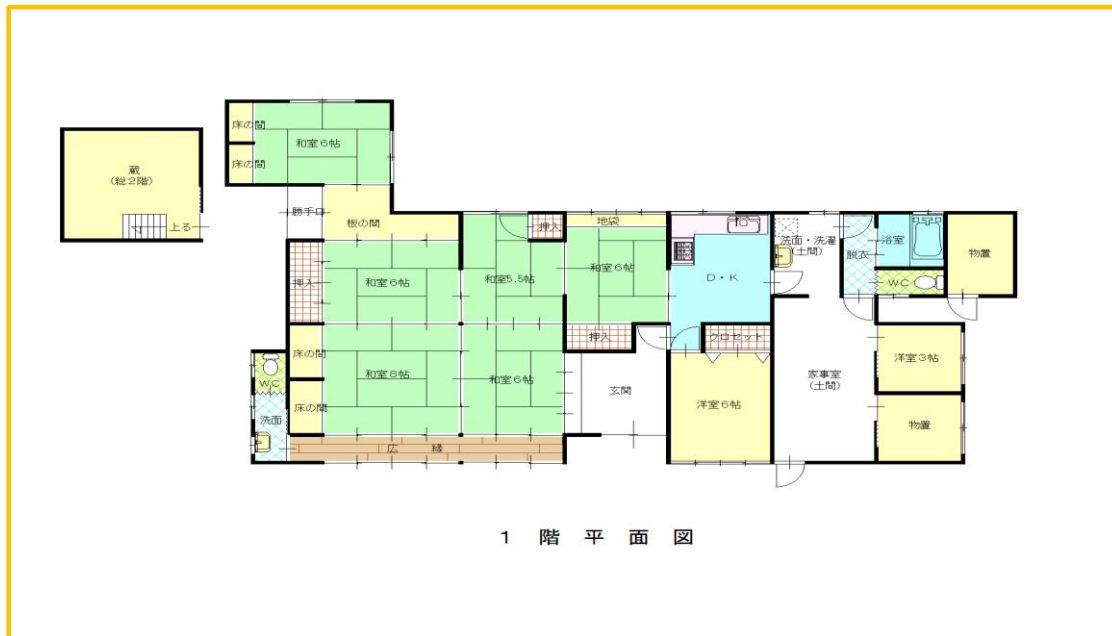 床の間
和室6帖
床の間
蔵
(総2階)
上る
勝手口
板の間
押入
和室6帖
和室5.5帖
押入
地袋
和室6帖
押入
D・K
洗面・洗濯
(土間)
脱衣
浴室
WC
物置
床の間
床の間
和室8帖
和室6帖
玄関
クロゼット
洋室6帖
家事室
(土間)
洋室3帖
物置
WC
洗面
広縁
1階平面図